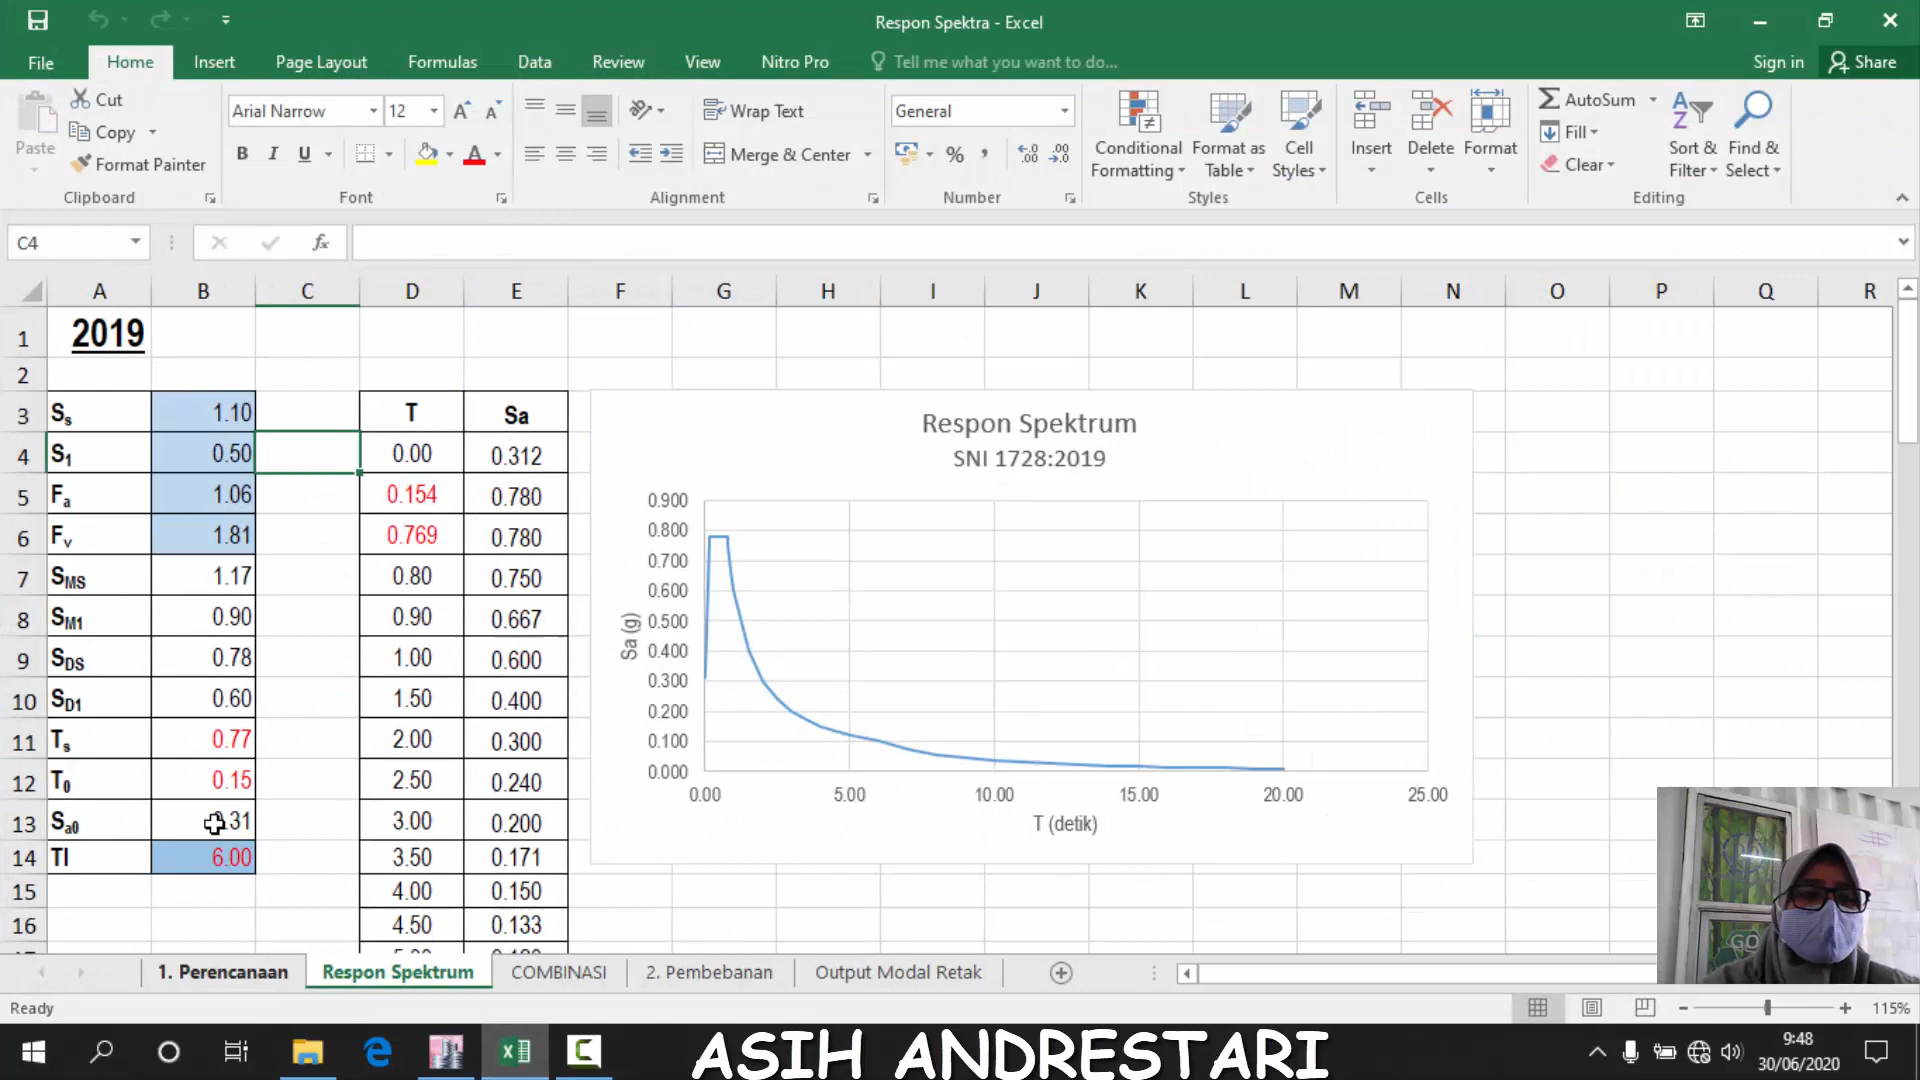 Respon Spektra - Excel
File
Home
Insert
Page Layout
Formulas
Data
Review
View
Nitro Pro
Tell me what you want to do...
Sign in
Share
Paste
Cut
Copy
Format Painter
Clipboard
Arial Narrow
12
B I U
Font
Wrap Text
Merge & Center
Alignment
General
%
Number
Conditional Formatting
Format as Table
Cell Styles
Styles
Insert
Delete
Format
Cells
AutoSum
Fill
Clear
Sort & Filter
Find & Select
Editing
C4
fx
A B C D E F G H I J K L M N O P Q R
1 2019
2
3 Ss 1.10 T Sa
4 S1 0.50 0.00 0.312
5 Fa 1.06 0.154 0.780
6 Fv 1.81 0.769 0.780
7 SMS 1.17 0.80 0.750
8 SM1 0.90 0.90 0.667
9 SDS 0.78 1.00 0.600
10 SD1 0.60 1.50 0.400
11 Ts 0.77 2.00 0.300
12 T0 0.15 2.50 0.240
13 Sa0 .31 3.00 0.200
14 Tl 6.00 3.50 0.171
15 4.00 0.150
16 4.50 0.133
Respon Spektrum
SNI 1728:2019
0.900
0.800
0.700
0.600
0.500
0.400
0.300
0.200
0.100
0.000
Sa (g)
0.00 5.00 10.00 15.00 20.00 25.00
T (detik)
GO
1. Perencanaan
Respon Spektrum
COMBINASI
2. Pembebanan
Output Modal Retak
Ready
115%
ASIH ANDRESTARI
9:48
30/06/2020